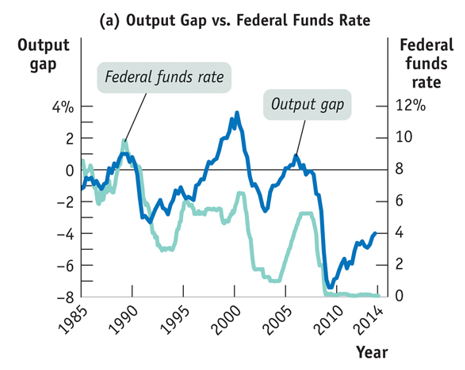 (a) Output Gap vs. Federal Funds Rate
Output
gap
Federal
funds
rate
Federal funds rate
Output gap
4%
2
0
−2
−4
−6
−8
12%
10
8
6
4
2
0
1985
1990
1995
2000
2005
2010
2014
Year